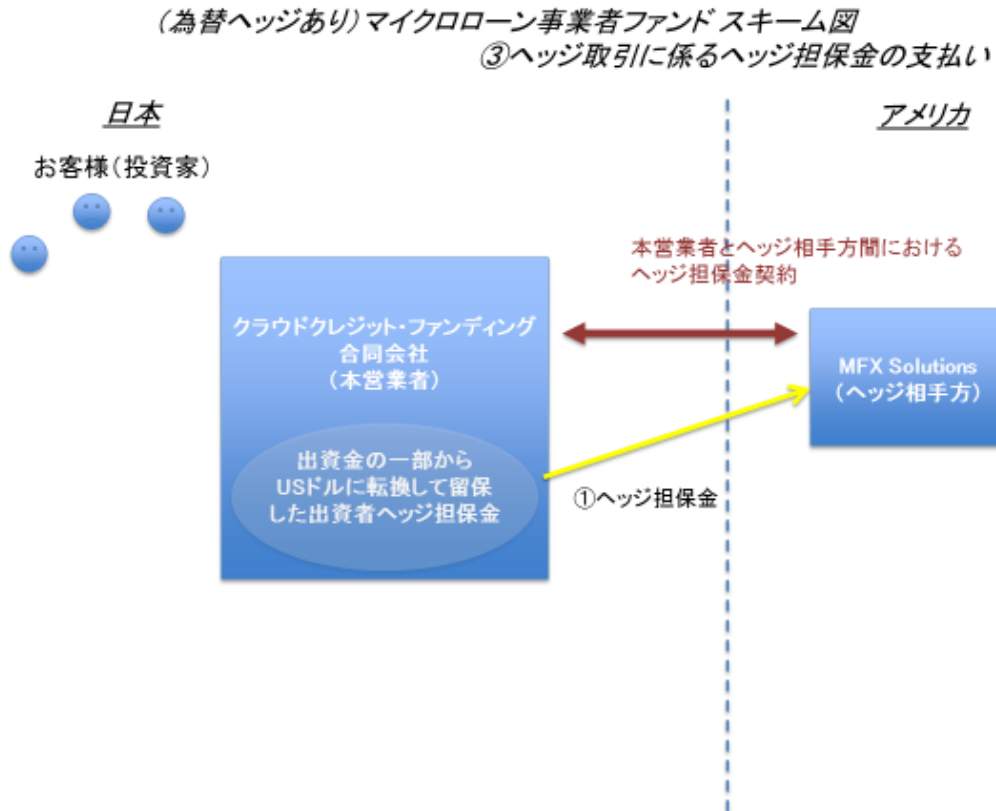 (為替ヘッジあり)マイクロローン事業者ファンド スキーム図
③ヘッジ取引に係るヘッジ担保金の支払い
日本
アメリカ
お客様(投資家)
本営業者とヘッジ相手方間における
ヘッジ担保金契約
クラウドクレジット・ファンディング
合同会社
(本営業者)
MFX Solutions
(ヘッジ相手方)
出資金の一部から
USドルに転換して留保
した出資者ヘッジ担保金
①ヘッジ担保金